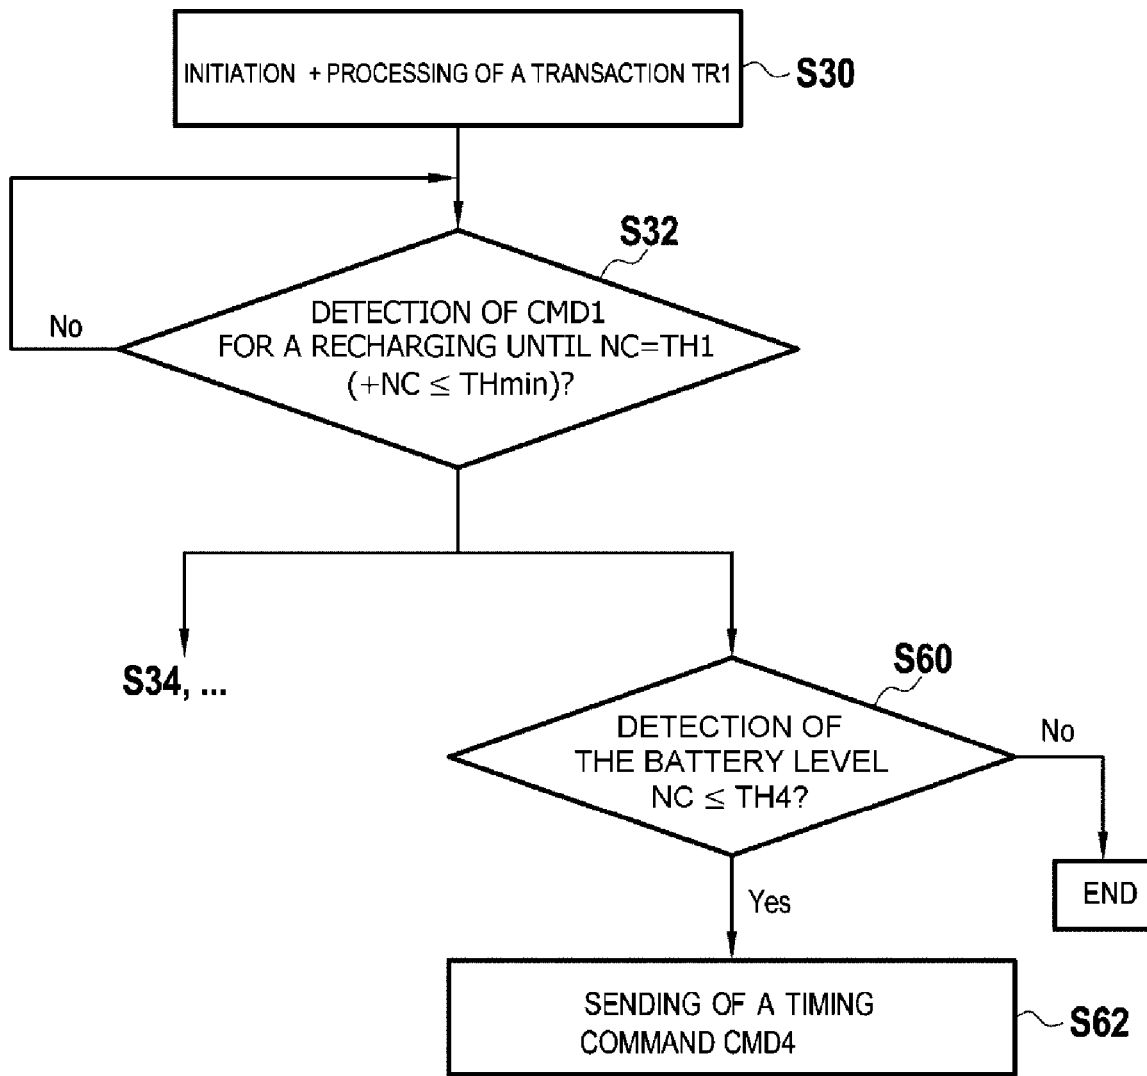 INITIATION + PROCESSING OF A TRANSACTION TR1
S30
S32
DETECTION OF CMD1
FOR A RECHARGING UNTIL NC=TH1
(+NC ≤ THmin)?
No
S34, ...
S60
DETECTION OF
THE BATTERY LEVEL
NC ≤ TH4?
No
END
Yes
SENDING OF A TIMING
COMMAND CMD4
S62